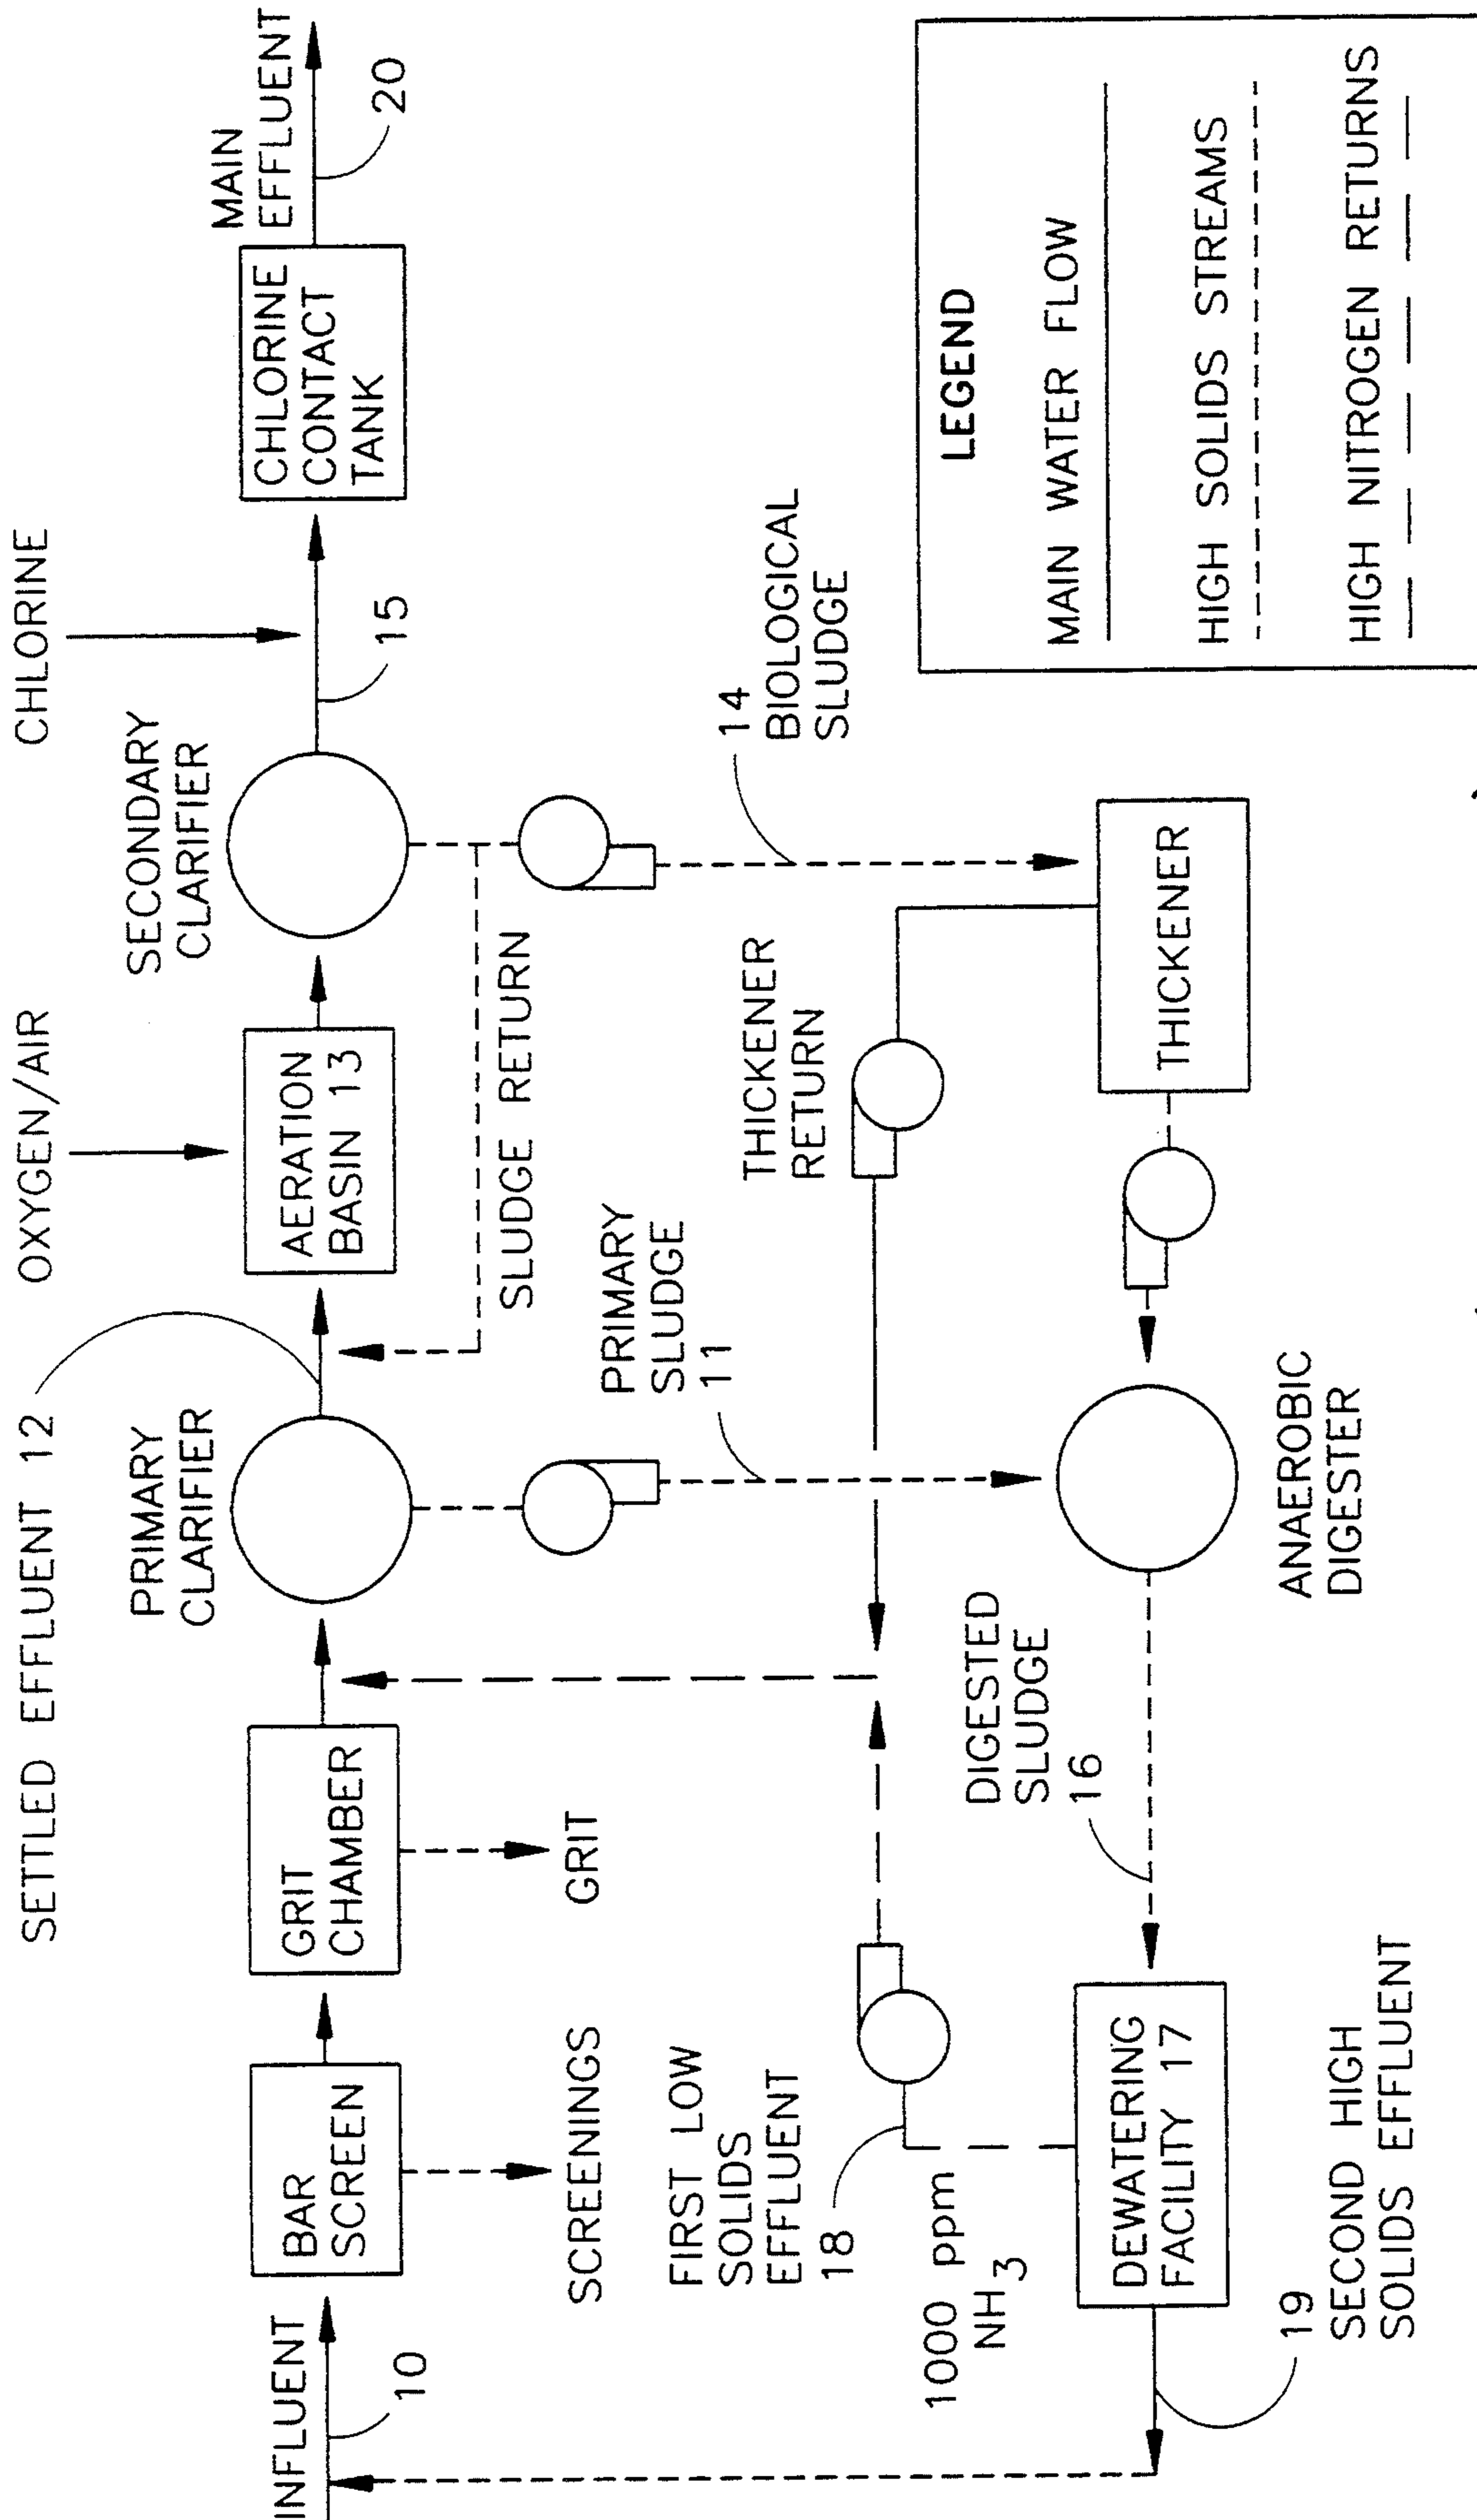 SETTLED EFFLUENT 12
OXYGEN/AIR
CHLORINE
PRIMARY
CLARIFIER
SECONDARY
CLARIFIER
MAIN
EFFLUENT
INFLUENT
10
BAR
SCREEN
GRIT
CHAMBER
AERATION
BASIN 13
15
CHLORINE
CONTACT
TANK
20
SCREENINGS
GRIT
SLUDGE RETURN
PRIMARY
SLUDGE
11
14
BIOLOGICAL
SLUDGE
FIRST LOW
SOLIDS
EFFLUENT
18
THICKENER
RETURN
1000 ppm
NH3
DIGESTED
SLUDGE
16
DEWATERING
FACILITY 17
THICKENER
ANAEROBIC
DIGESTER
19
SECOND HIGH
SOLIDS EFFLUENT
LEGEND
MAIN WATER FLOW
HIGH SOLIDS STREAMS
HIGH NITROGEN RETURNS